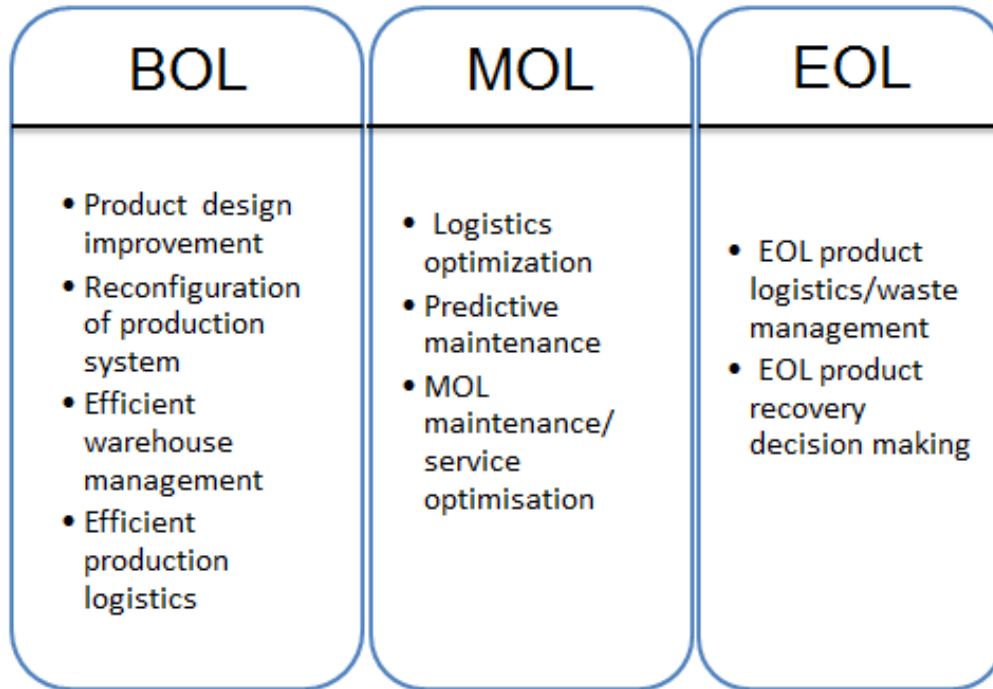 BOL
• Product design
improvement
• Reconfiguration
of production
system
• Efficient
warehouse
management
• Efficient
production
logistics
MOL
• Logistics
optimization
• Predictive
maintenance
• MOL
maintenance/
service
optimisation
EOL
• EOL product
logistics/waste
management
• EOL product
recovery
decision making